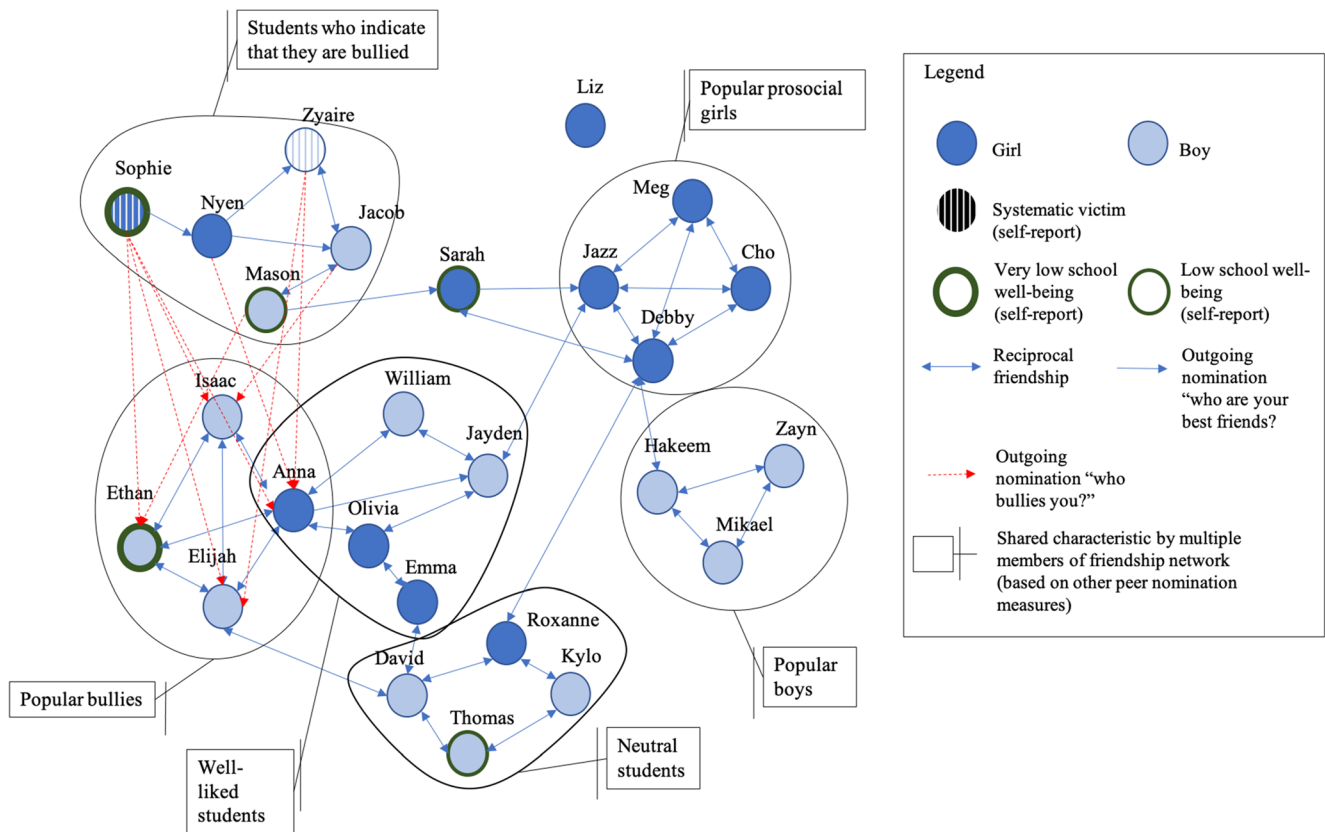 Students who indicate
that they are bullied
Liz
Popular prosocial
girls
Zyaire
Sophie
Nyen
Jacob
Mason
Sarah
Meg
Jazz
Cho
Debby
Isaac
William
Jayden
Hakeem
Zayn
Ethan
Anna
Olivia
Mikael
Elijah
Emma
Roxanne
David
Kylo
Thomas
Popular bullies
Well-
liked
students
Neutral
students
Popular
boys
Legend
Girl
Boy
Systematic victim
(self-report)
Very low school
well-being
(self-report)
Low school well-
being
(self-report)
Reciprocal
friendship
Outgoing
nomination
“who are your
best friends?
Outgoing
nomination “who
bullies you?”
Shared characteristic by multiple
members of friendship network
(based on other peer nomination
measures)